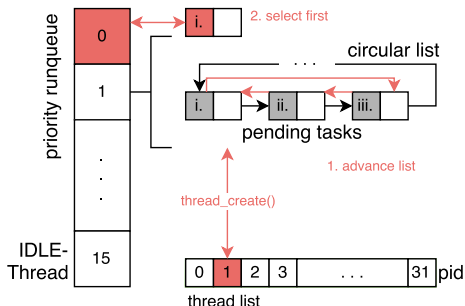 priority runqueue
0
1
.
.
.
15
IDLE-
Thread
i.
2. select first
circular list
. . .
i.
ii.
iii.
pending tasks
1. advance list
thread_create()
0 1 2 3 . . . 31 pid
thread list